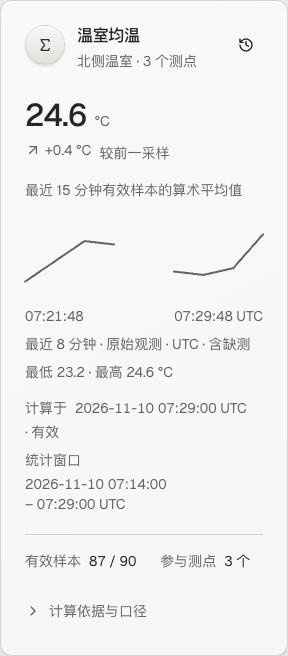 Σ
温室均温
北侧温室 · 3 个测点
24.6 °C
+0.4 °C 较前一采样
最近 15 分钟有效样本的算术平均值
07:21:48 07:29:48 UTC
最近 8 分钟 · 原始观测 · UTC · 含缺测
最低 23.2 · 最高 24.6 °C
计算于 2026-11-10 07:29:00 UTC
· 有效
统计窗口
2026-11-10 07:14:00
– 07:29:00 UTC
有效样本 87 / 90 参与测点 3 个
计算依据与口径